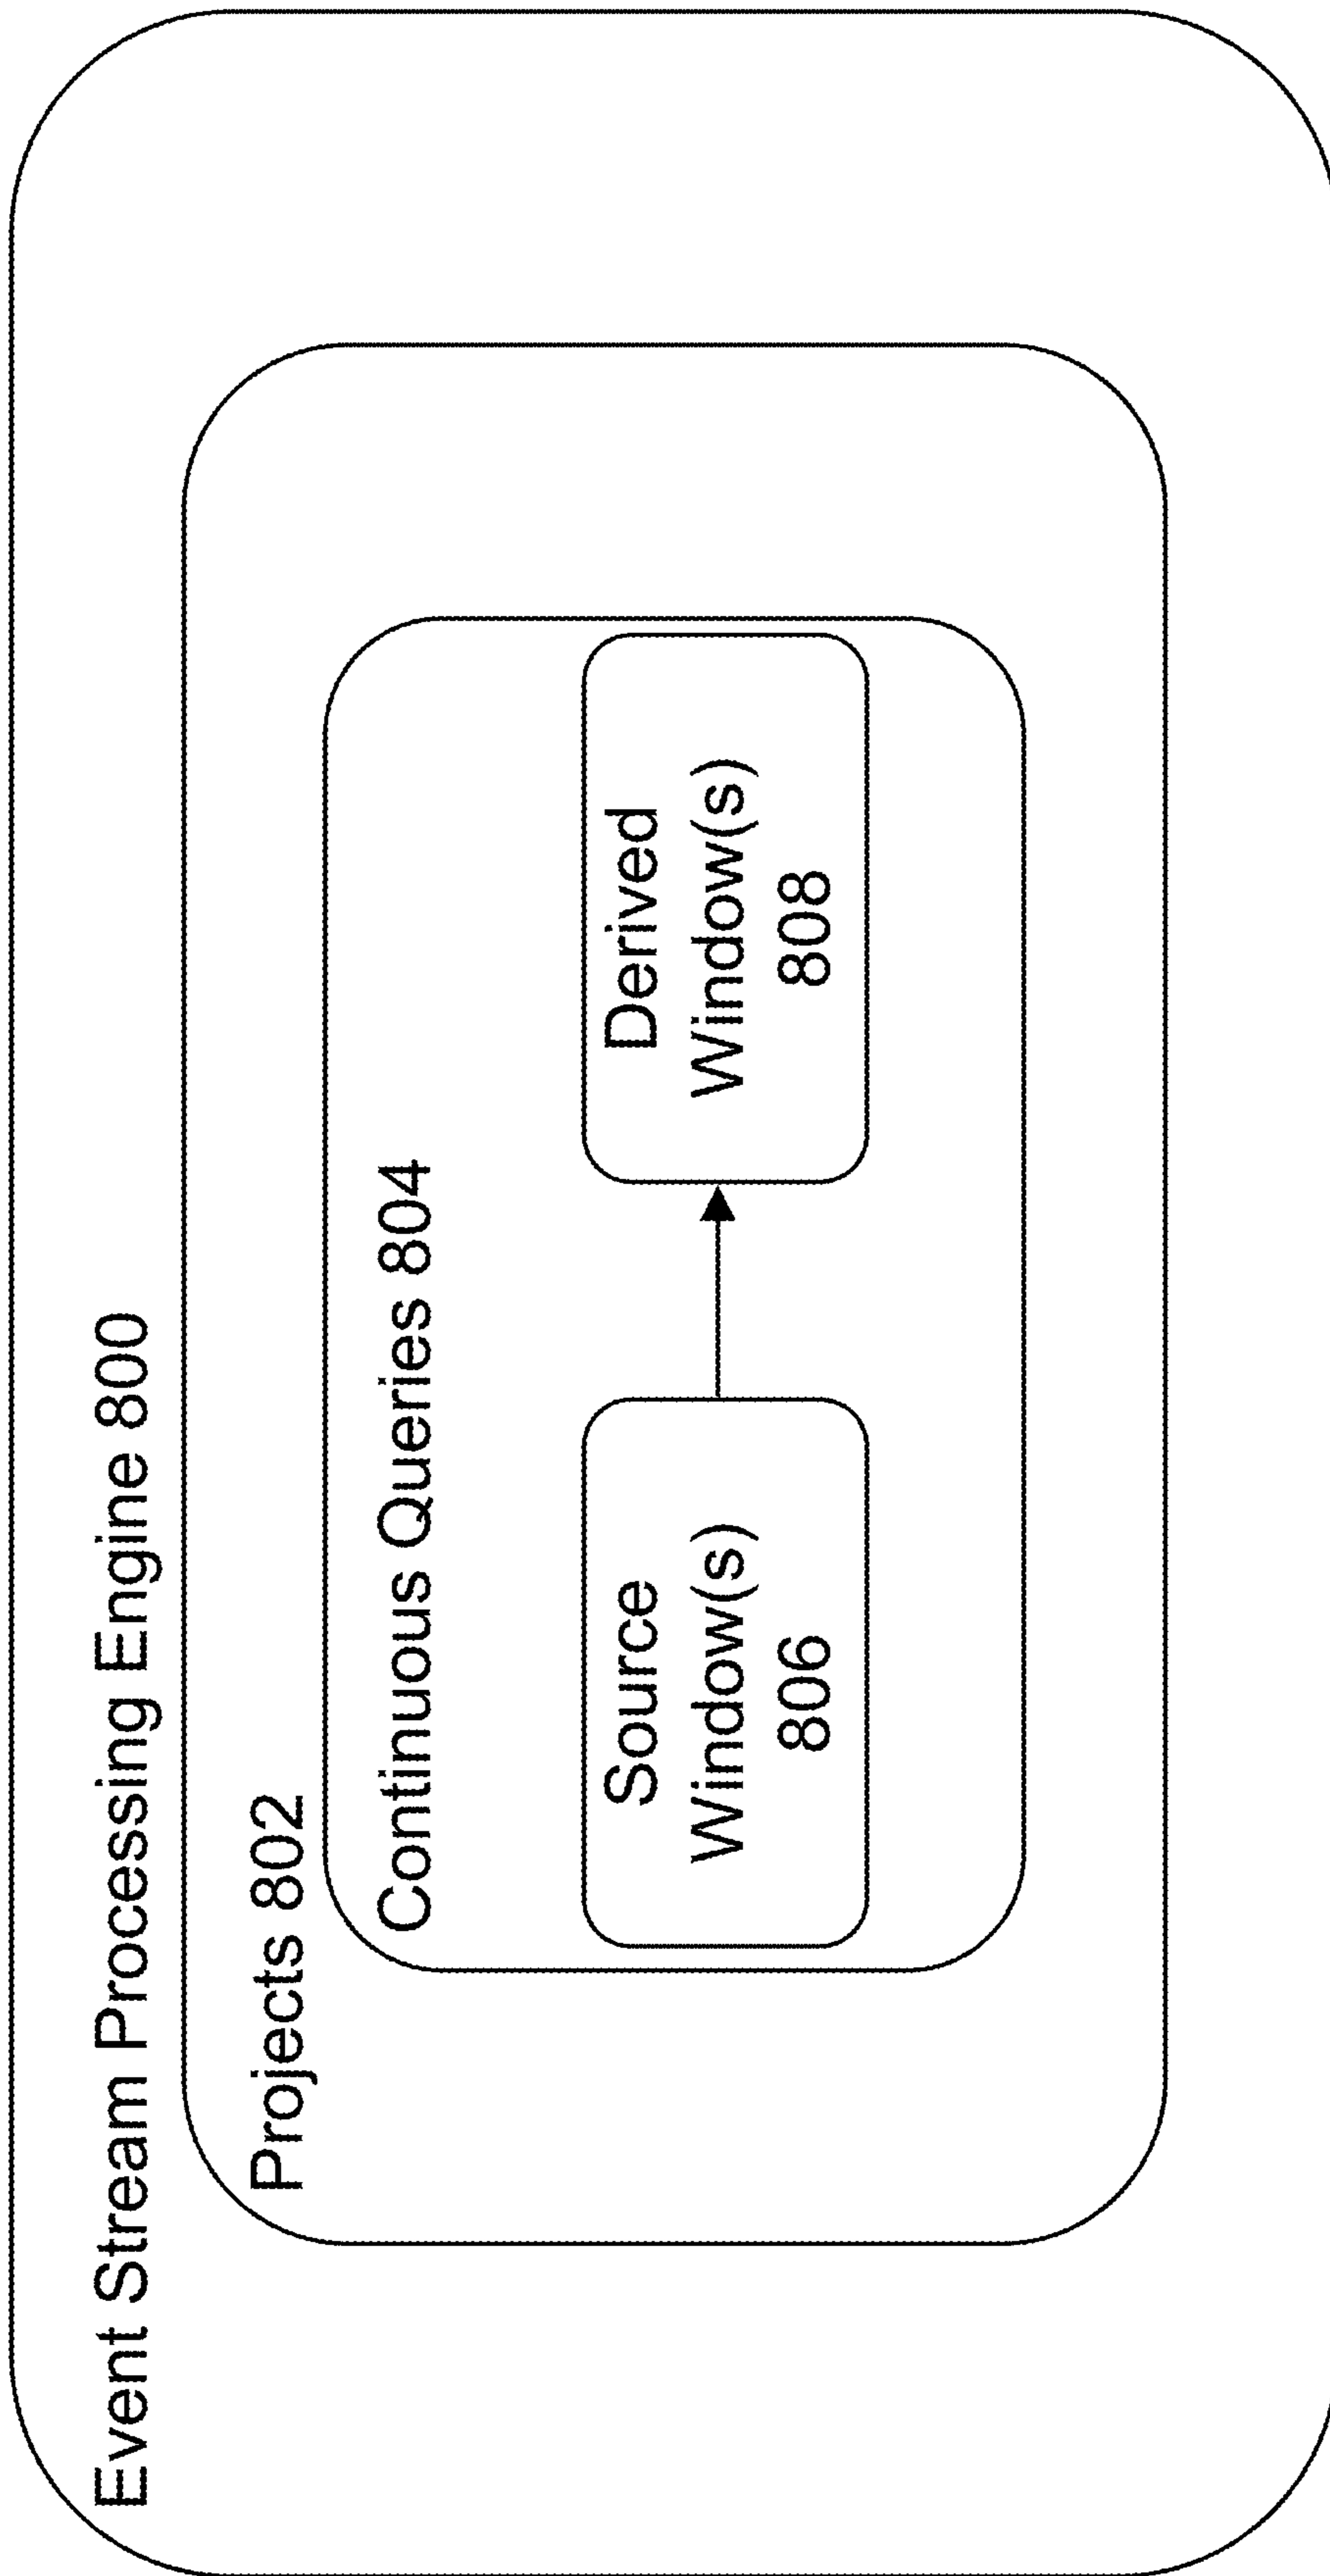 Event Stream Processing Engine 800
Projects 802
Continuous Queries 804
Source
Window(s)
806
Derived
Window(s)
808